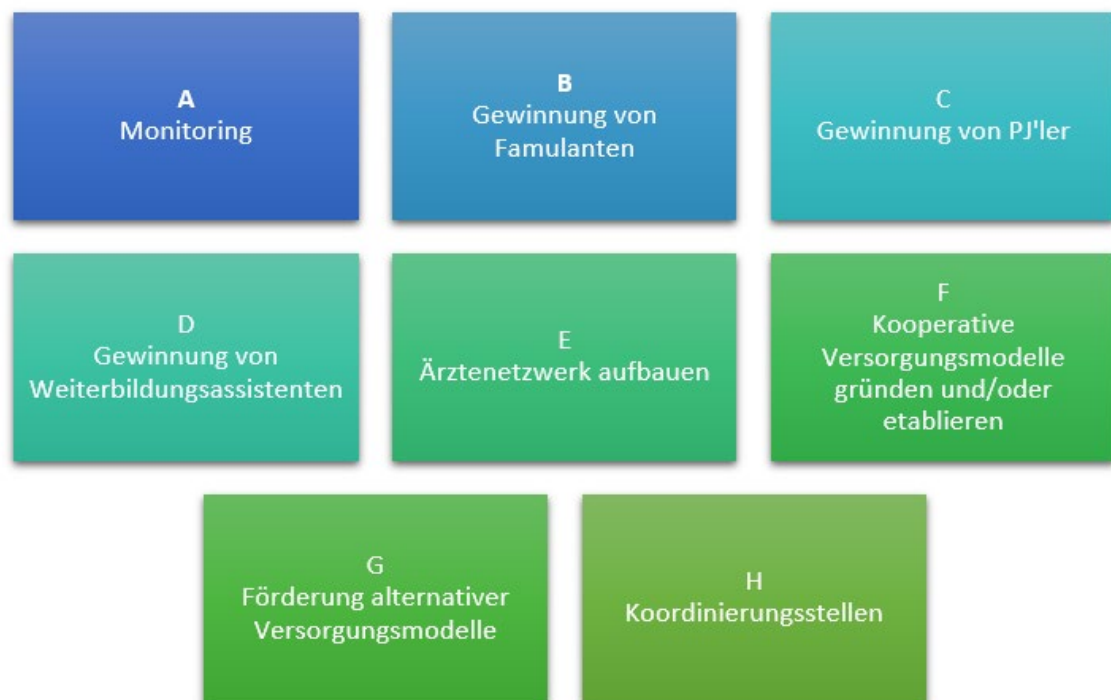 A
Monitoring
B
Gewinnung von
Famulanten
C
Gewinnung von PJ'ler
D
Gewinnung von
Weiterbildungsassistenten
E
Ärztenetzwerk aufbauen
F
Kooperative
Versorgungsmodelle
gründen und/oder
etablieren
G
Förderung alternativer
Versorgungsmodelle
H
Koordinierungsstellen